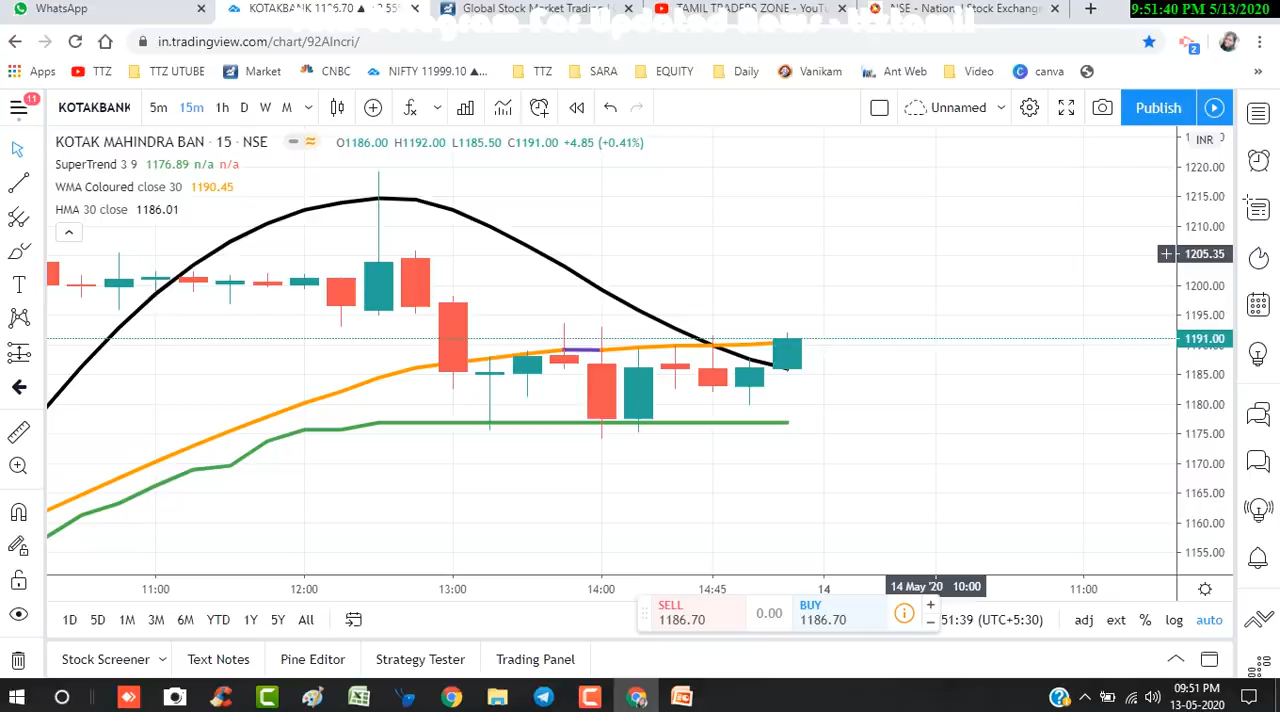 WhatsApp
KOTAKBANK 1186.70 ▲ +2.55%
Global Stock Market Trading
TAMIL TRADERS ZONE - YouT
NSE - National Stock Exchange
9:51:40 PM 5/13/2020
in.tradingview.com/chart/92AIncri/
2
Apps
TTZ
TTZ UTUBE
Market
CNBC
NIFTY 11999.10 ▲...
TTZ
SARA
EQUITY
Daily
Vanikam
Ant Web
Video
canva
»
11
KOTAKBANK
5m
15m
1h
D
W
M
Unnamed
Publish
KOTAK MAHINDRA BAN · 15 · NSE
O1186.00 H1192.00 L1185.50 C1191.00 +4.85 (+0.41%)
INR
SuperTrend 3 9 1176.89 n/a n/a
WMA Coloured close 30 1190.45
HMA 30 close 1186.01
1220.00
1215.00
1210.00
1205.35
1200.00
1195.00
1191.00
1185.00
1180.00
1175.00
1170.00
1165.00
1160.00
1155.00
11:00
12:00
13:00
14:00
14:45
14
14 May '20 10:00
11:00
SELL
1186.70
0.00
BUY
1186.70
1D
5D
1M
3M
6M
YTD
1Y
5Y
All
51:39 (UTC+5:30)
adj
ext
%
log
auto
Stock Screener
Text Notes
Pine Editor
Strategy Tester
Trading Panel
09:51 PM
13-05-2020